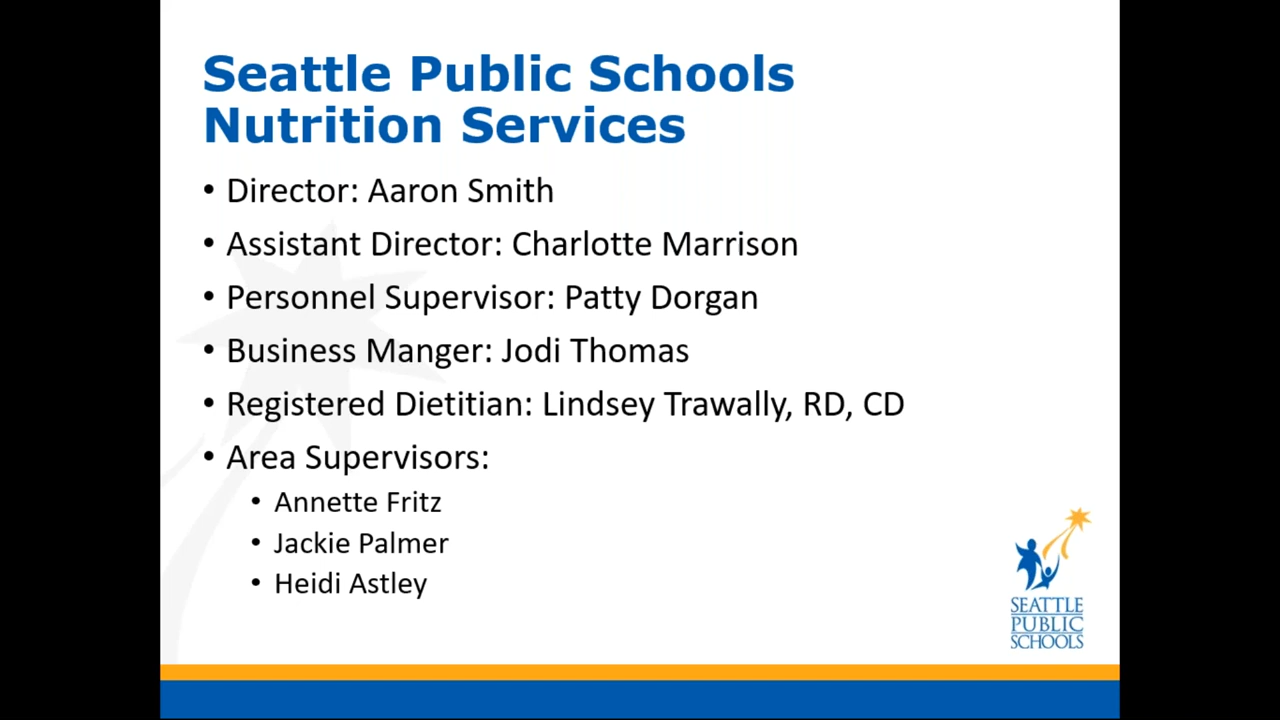 Seattle Public Schools
Nutrition Services
• Director: Aaron Smith
• Assistant Director: Charlotte Marrison
• Personnel Supervisor: Patty Dorgan
• Business Manger: Jodi Thomas
• Registered Dietitian: Lindsey Trawally, RD, CD
• Area Supervisors:
• Annette Fritz
• Jackie Palmer
• Heidi Astley
SEATTLE
PUBLIC
SCHOOLS